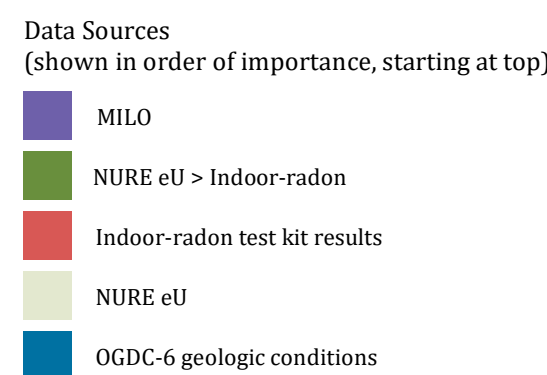 Data Sources
(shown in order of importance, starting at top)
MILO
NURE eU > Indoor-radon
Indoor-radon test kit results
NURE eU
OGDC-6 geologic conditions